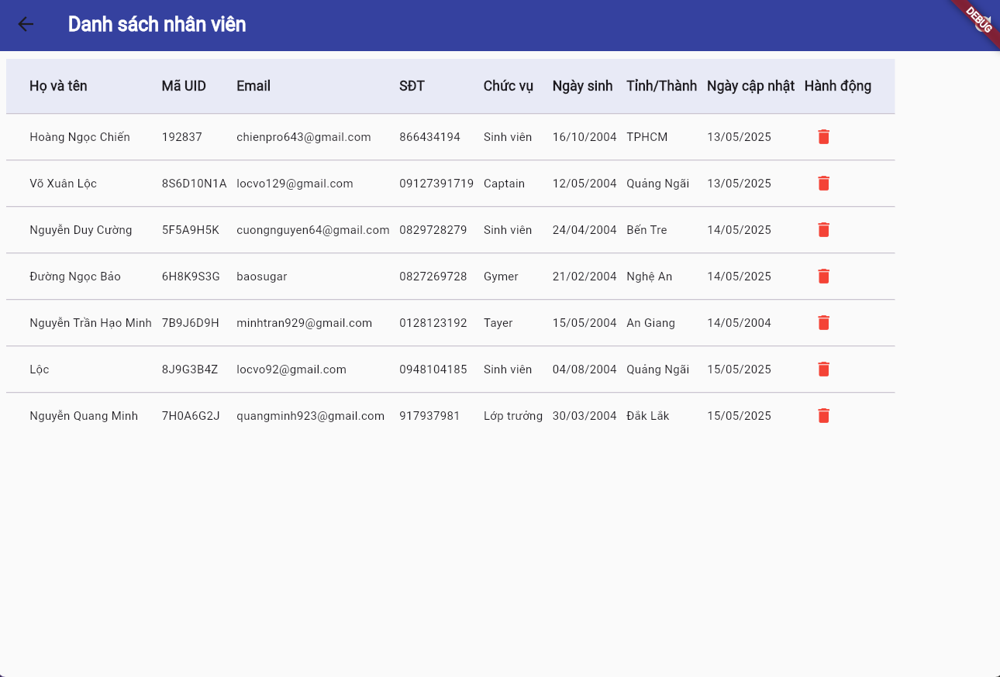 Danh sách nhân viên
DEBUG
Họ và tên Mã UID Email SĐT Chức vụ Ngày sinh Tỉnh/Thành Ngày cập nhật Hành động
Hoàng Ngọc Chiến 192837 chienpro643@gmail.com 866434194 Sinh viên 16/10/2004 TPHCM 13/05/2025
Võ Xuân Lộc 8S6D10N1A locvo129@gmail.com 09127391719 Captain 12/05/2004 Quảng Ngãi 13/05/2025
Nguyễn Duy Cường 5F5A9H5K cuongnguyen64@gmail.com 0829728279 Sinh viên 24/04/2004 Bến Tre 14/05/2025
Đường Ngọc Bảo 6H8K9S3G baosugar 0827269728 Gymer 21/02/2004 Nghệ An 14/05/2025
Nguyễn Trần Hạo Minh 7B9J6D9H minhtran929@gmail.com 0128123192 Tayer 15/05/2004 An Giang 14/05/2004
Lộc 8J9G3B4Z locvo92@gmail.com 0948104185 Sinh viên 04/08/2004 Quảng Ngãi 15/05/2025
Nguyễn Quang Minh 7H0A6G2J quangminh923@gmail.com 917937981 Lớp trưởng 30/03/2004 Đắk Lắk 15/05/2025